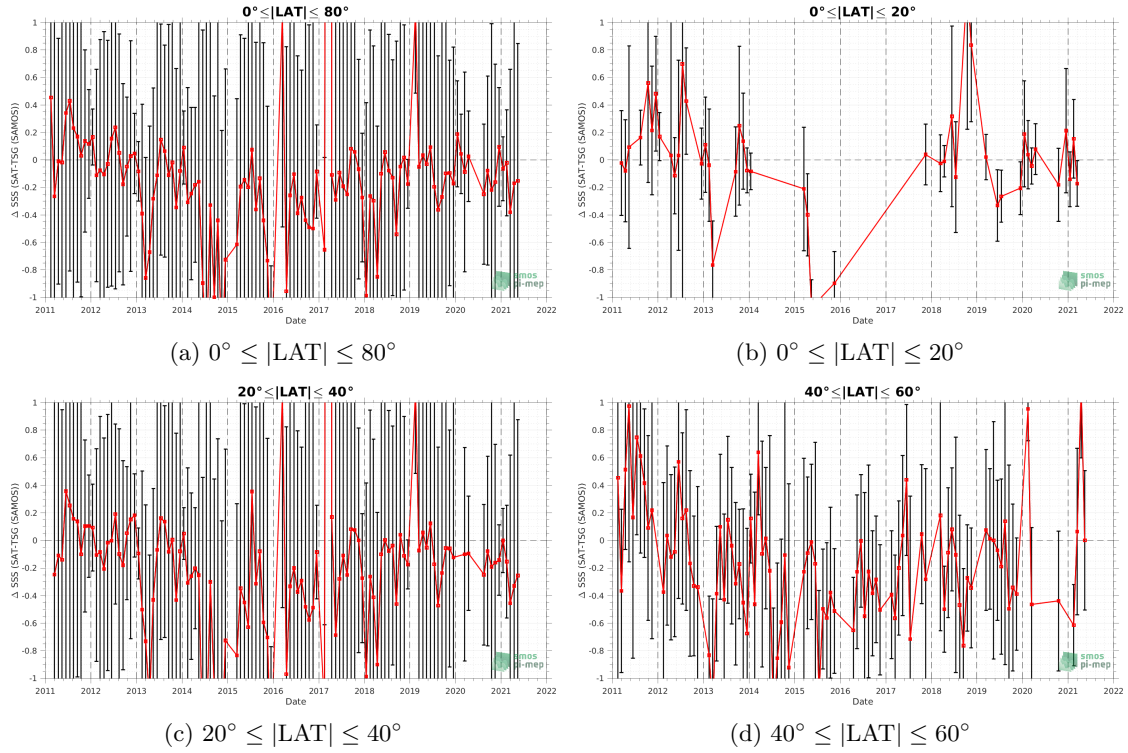 0°≤|LAT|≤ 80°
Δ SSS (SAT-TSG (SAMOS))
1
0.8
0.6
0.4
0.2
0
-0.2
-0.4
-0.6
-0.8
-1
2011 2012 2013 2014 2015 2016 2017 2018 2019 2020 2021 2022
Date
smos
pi-mep
(a) 0° ≤ |LAT| ≤ 80°
0°≤|LAT|≤ 20°
Δ SSS (SAT-TSG (SAMOS))
1
0.8
0.6
0.4
0.2
0
-0.2
-0.4
-0.6
-0.8
-1
2011 2012 2013 2014 2015 2016 2017 2018 2019 2020 2021 2022
Date
smos
pi-mep
(b) 0° ≤ |LAT| ≤ 20°
20°≤|LAT|≤ 40°
Δ SSS (SAT-TSG (SAMOS))
1
0.8
0.6
0.4
0.2
0
-0.2
-0.4
-0.6
-0.8
-1
2011 2012 2013 2014 2015 2016 2017 2018 2019 2020 2021 2022
Date
smos
pi-mep
(c) 20° ≤ |LAT| ≤ 40°
40°≤|LAT|≤ 60°
Δ SSS (SAT-TSG (SAMOS))
1
0.8
0.6
0.4
0.2
0
-0.2
-0.4
-0.6
-0.8
-1
2011 2012 2013 2014 2015 2016 2017 2018 2019 2020 2021 2022
Date
smos
pi-mep
(d) 40° ≤ |LAT| ≤ 60°